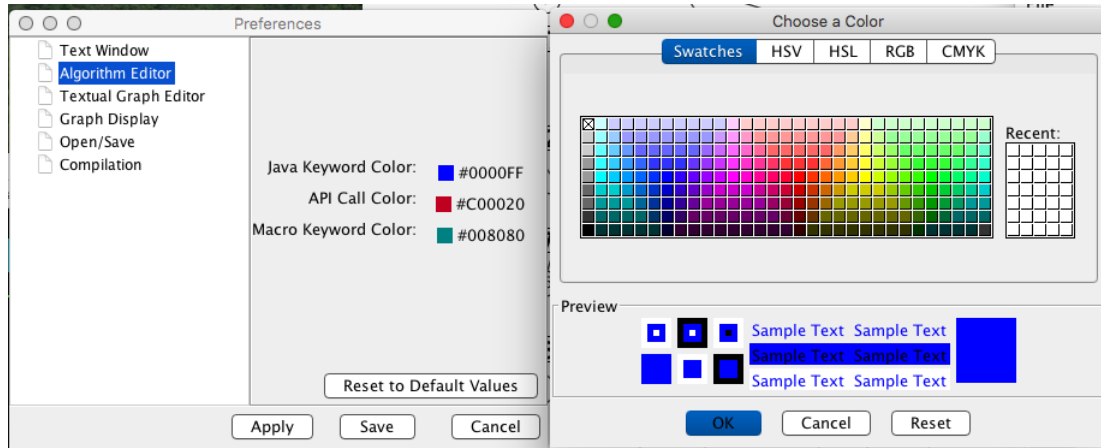 Preferences
Text Window
Algorithm Editor
Textual Graph Editor
Graph Display
Open/Save
Compilation
Java Keyword Color: #0000FF
API Call Color: #C00020
Macro Keyword Color: #008080
Reset to Default Values
Apply Save Cancel
Choose a Color
Swatches HSV HSL RGB CMYK
Recent:
Preview
Sample Text Sample Text
Sample Text Sample Text
Sample Text Sample Text
OK Cancel Reset